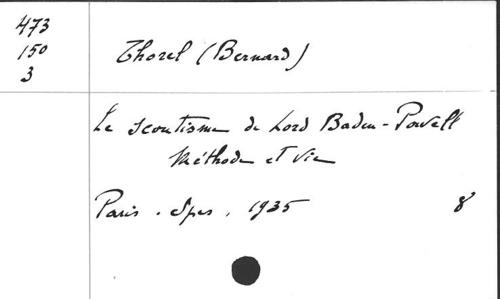 473
150
3
Thorel (Bernard)
Le scoutisme de Lord Baden-Powell
Méthode et vie
Paris . Spes . 1935 8°